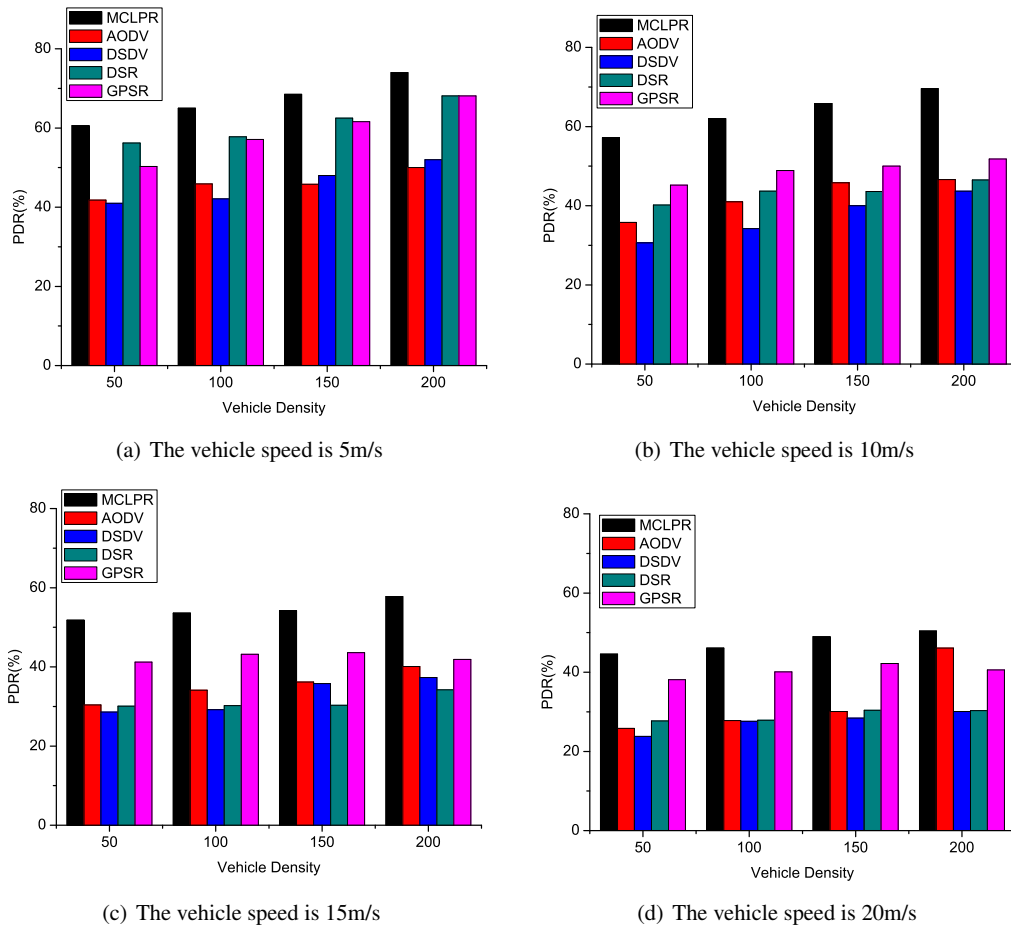 MCLPR
AODV
DSDV
DSR
GPSR
80
60
40
20
0
PDR(%)
50 100 150 200
Vehicle Density
(a) The vehicle speed is 5m/s
MCLPR
AODV
DSDV
DSR
GPSR
80
60
40
20
0
PDR(%)
50 100 150 200
Vehicle Density
(b) The vehicle speed is 10m/s
MCLPR
AODV
DSDV
DSR
GPSR
80
60
40
20
0
PDR(%)
50 100 150 200
Vehicle Density
(c) The vehicle speed is 15m/s
MCLPR
AODV
DSDV
DSR
GPSR
80
60
40
20
0
PDR(%)
50 100 150 200
Vehicle Density
(d) The vehicle speed is 20m/s